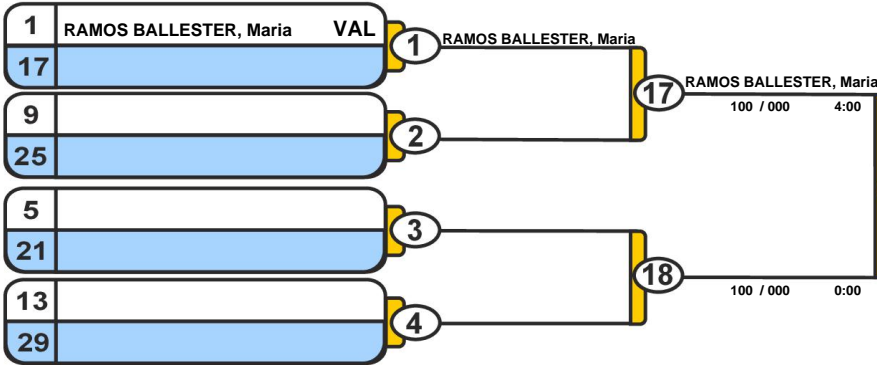 1 RAMOS BALLESTER, Maria VAL
17
9
25
5
21
13
29
1
2
3
4
RAMOS BALLESTER, Maria
17
18
RAMOS BALLESTER, Maria
100 / 000 4:00
100 / 000 0:00